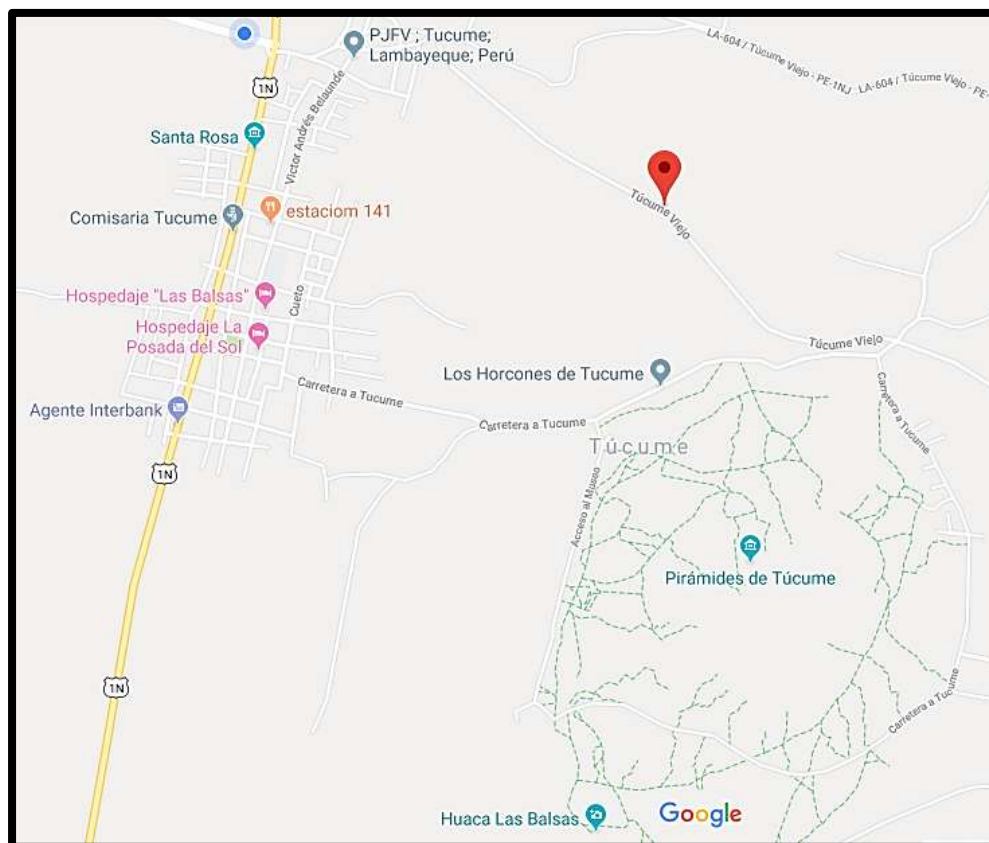 PJFV ; Tucume;
Lambayeque; Perú
LA-604 / Túcume Viejo - PE-1NJ
LA-604 / Túcume Viejo - PE-
1N
Victor Andrés Belaunde
Santa Rosa
estaciom 141
Comisaria Tucume
Túcume Viejo
Hospedaje "Las Balsas"
Cueto
Hospedaje La
Posada del Sol
Túcume Viejo
Los Horcones de Tucume
Carretera a Tucume
Carretera a Tucume
Agente Interbank
Carretera a Tucume
Túcume
1N
Acceso al Museo
Pirámides de Túcume
1N
Carretera a Tucume
Huaca Las Balsas
Google